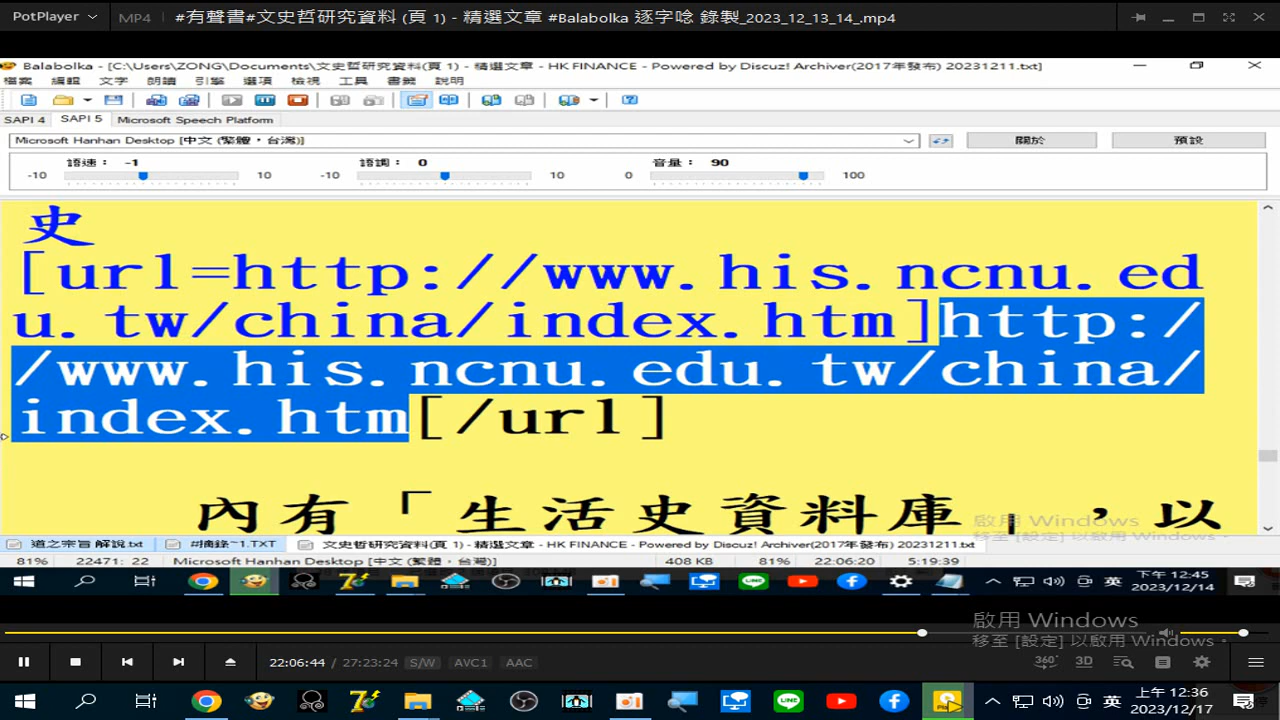 PotPlayer
MP4
#有聲書#文史哲研究資料 (頁 1) - 精選文章 #Balabolka 逐字唸 錄製_2023_12_13_14_.mp4
Balabolka - [C:\Users\ZONG\Documents\文史哲研究資料(頁 1) - 精選文章 - HK FINANCE - Powered by Discuz! Archiver(2017年發布) 20231211.txt]
檔案 編輯 文字 朗讀 引擎 選項 檢視 工具 書籤 說明
SAPI 4 SAPI 5 Microsoft Speech Platform
Microsoft Hanhan Desktop [中文 (繁體，台灣)]
關於 預設
語速： -1 語調： 0 音量： 90
-10 10 -10 10 0 100
史
[url=http://www.his.ncnu.ed
u.tw/china/index.htm]http:/
/www.his.ncnu.edu.tw/china/
index.htm[/url]
內有「生活史資料庫」，以
啟用 Windows
移至 [設定] 以啟用 Windows。
道之宗旨 解說.txt #摘錄~1.TXT 文史哲研究資料(頁 1) - 精選文章 - HK FINANCE - Powered by Discuz! Archiver(2017年發布) 20231211.txt
81% 22471: 22 Microsoft Hanhan Desktop [中文 (繁體，台灣)] 408 KB 81% 22:06:20 5:19:39
英 下午 12:45
2023/12/14
啟用 Windows
移至 [設定] 以啟用 Windows。
22:06:44 / 27:23:24 S/W AVC1 AAC
360° 3D
英 上午 12:36
2023/12/17